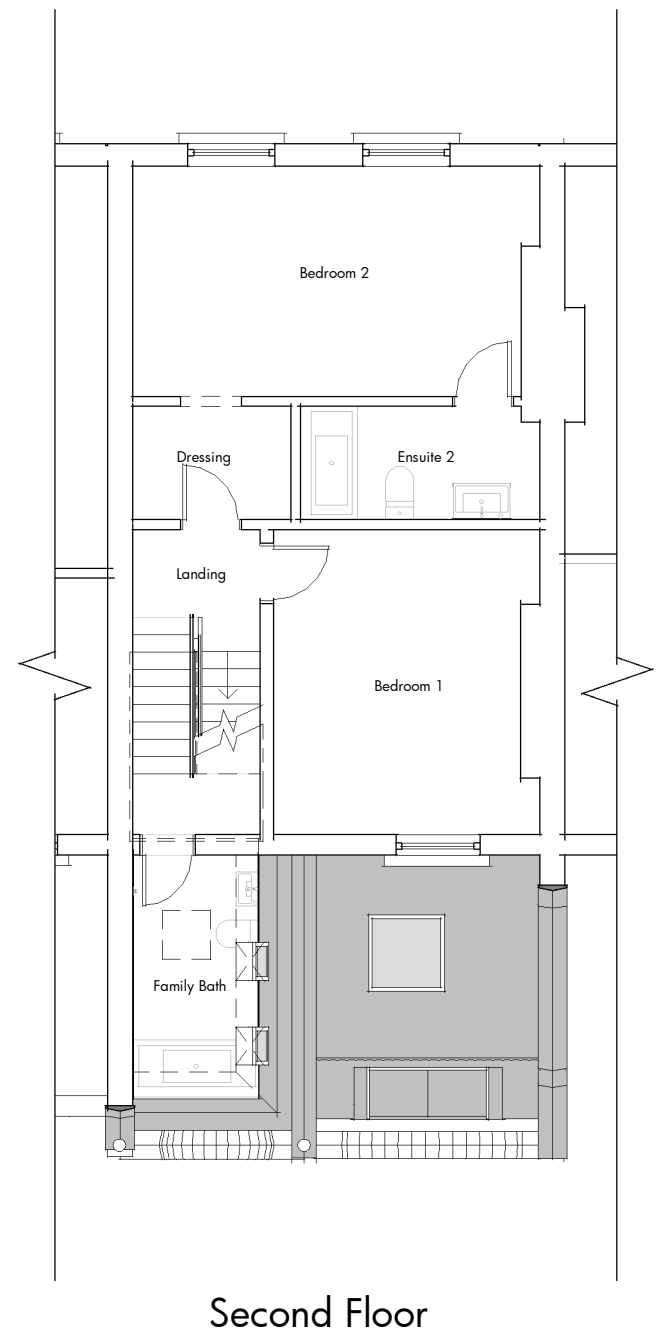 Bedroom 2
Dressing
Ensuite 2
Landing
Bedroom 1
Family Bath
Second Floor